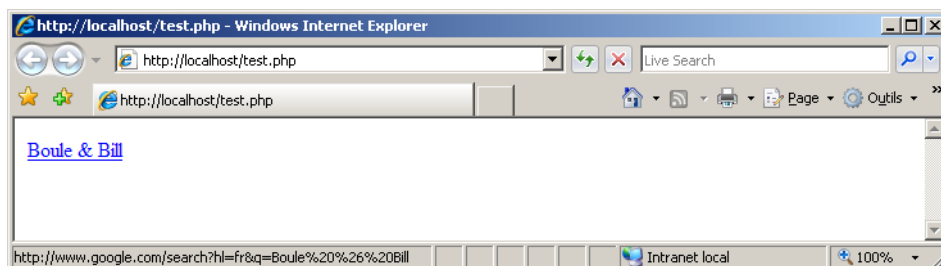 http://localhost/test.php - Windows Internet Explorer
http://localhost/test.php
Live Search
http://localhost/test.php
Page
Outils
Boule & Bill
http://www.google.com/search?hl=fr&q=Boule%20%26%20Bill
Intranet local
100%